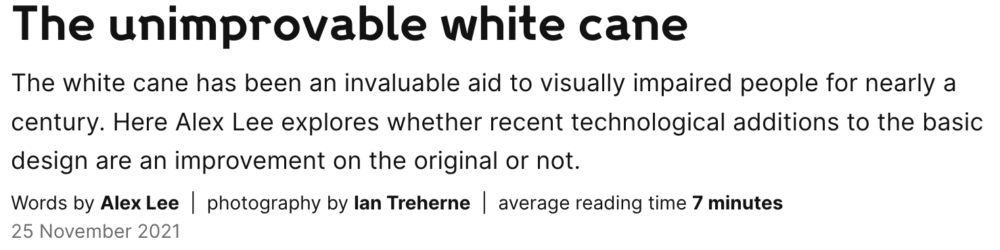 The unimprovable white cane
The white cane has been an invaluable aid to visually impaired people for nearly a
century. Here Alex Lee explores whether recent technological additions to the basic
design are an improvement on the original or not.
Words by Alex Lee | photography by Ian Treherne | average reading time 7 minutes
25 November 2021